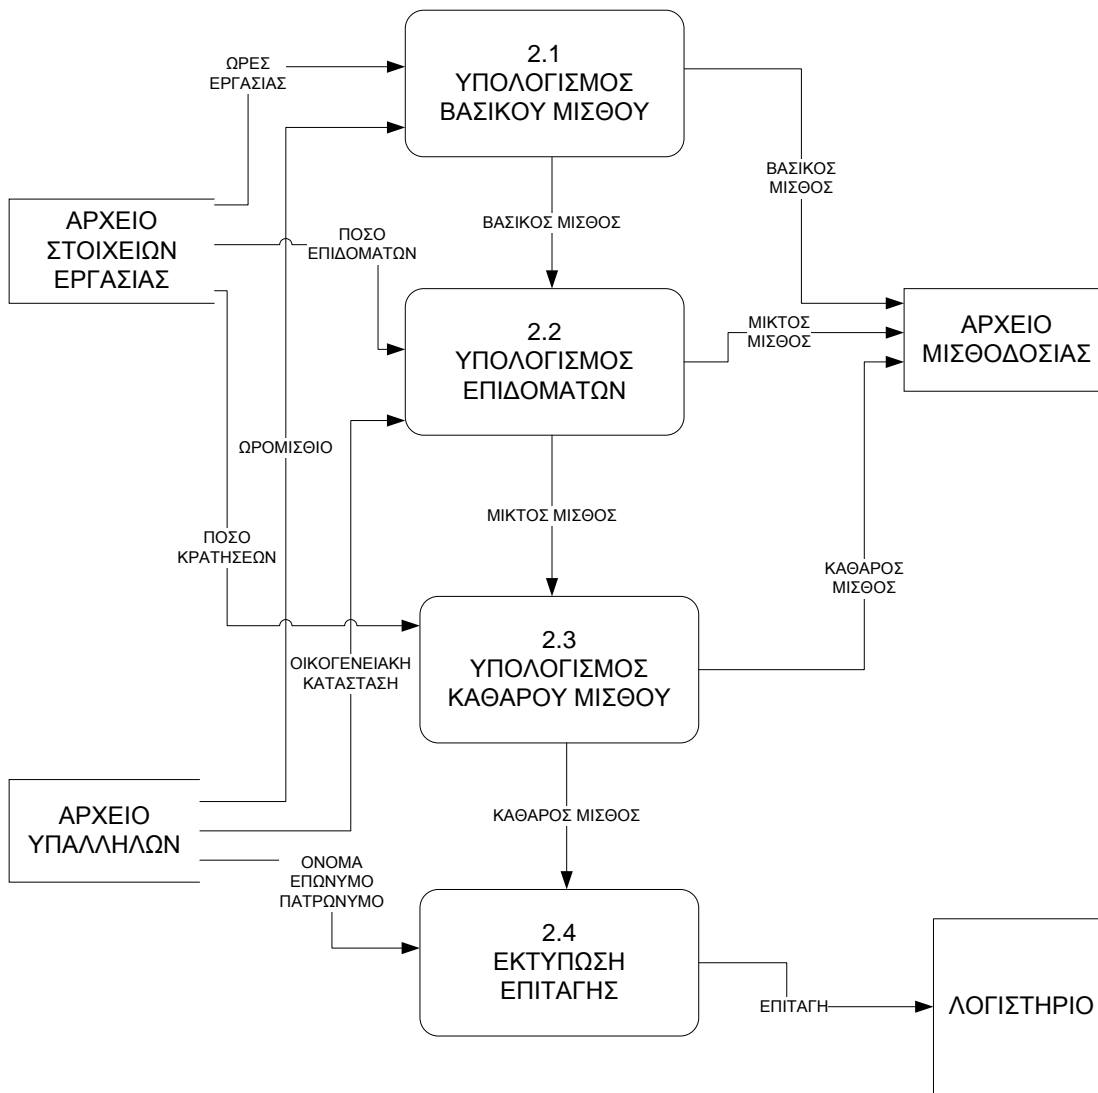 2.1
ΥΠΟΛΟΓΙΣΜΟΣ
ΒΑΣΙΚΟΥ ΜΙΣΘΟΥ
ΩΡΕΣ
ΕΡΓΑΣΙΑΣ
ΒΑΣΙΚΟΣ
ΜΙΣΘΟΣ
ΑΡΧΕΙΟ
ΣΤΟΙΧΕΙΩΝ
ΕΡΓΑΣΙΑΣ
ΠΟΣΟ
ΕΠΙΔΟΜΑΤΩΝ
ΒΑΣΙΚΟΣ ΜΙΣΘΟΣ
2.2
ΥΠΟΛΟΓΙΣΜΟΣ
ΕΠΙΔΟΜΑΤΩΝ
ΜΙΚΤΟΣ
ΜΙΣΘΟΣ
ΑΡΧΕΙΟ
ΜΙΣΘΟΔΟΣΙΑΣ
ΩΡΟΜΙΣΘΙΟ
ΜΙΚΤΟΣ ΜΙΣΘΟΣ
ΠΟΣΟ
ΚΡΑΤΗΣΕΩΝ
ΚΑΘΑΡΟΣ
ΜΙΣΘΟΣ
2.3
ΥΠΟΛΟΓΙΣΜΟΣ
ΚΑΘΑΡΟΥ ΜΙΣΘΟΥ
ΟΙΚΟΓΕΝΕΙΑΚΗ
ΚΑΤΑΣΤΑΣΗ
ΑΡΧΕΙΟ
ΥΠΑΛΛΗΛΩΝ
ΚΑΘΑΡΟΣ ΜΙΣΘΟΣ
ΟΝΟΜΑ
ΕΠΩΝΥΜΟ
ΠΑΤΡΩΝΥΜΟ
2.4
ΕΚΤΥΠΩΣΗ
ΕΠΙΤΑΓΗΣ
ΕΠΙΤΑΓΗ
ΛΟΓΙΣΤΗΡΙΟ